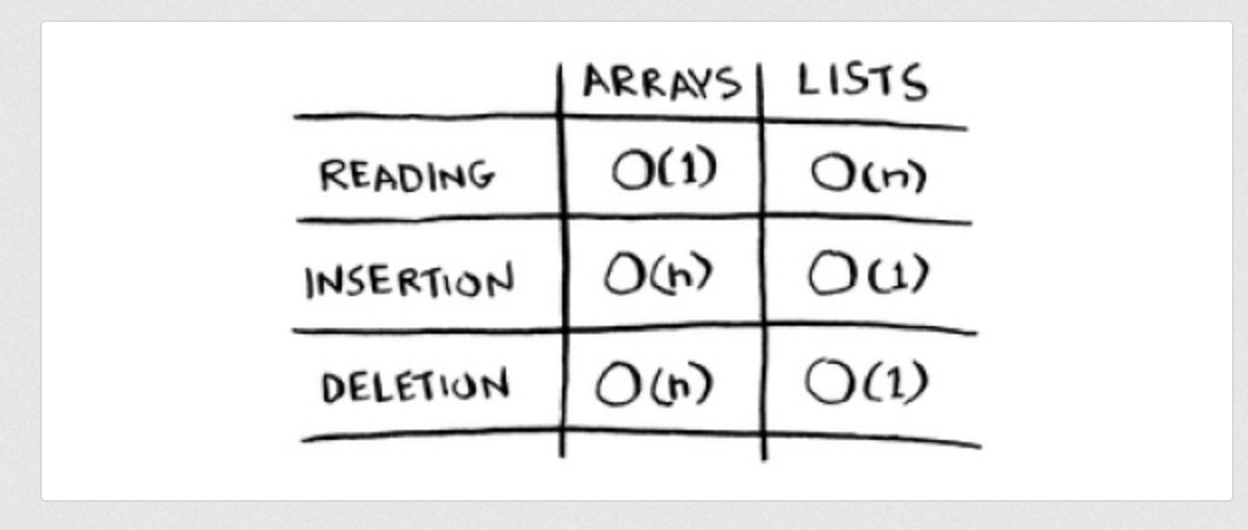 ARRAYS LISTS
READING O(1) O(n)
INSERTION O(n) O(1)
DELETION O(n) O(1)